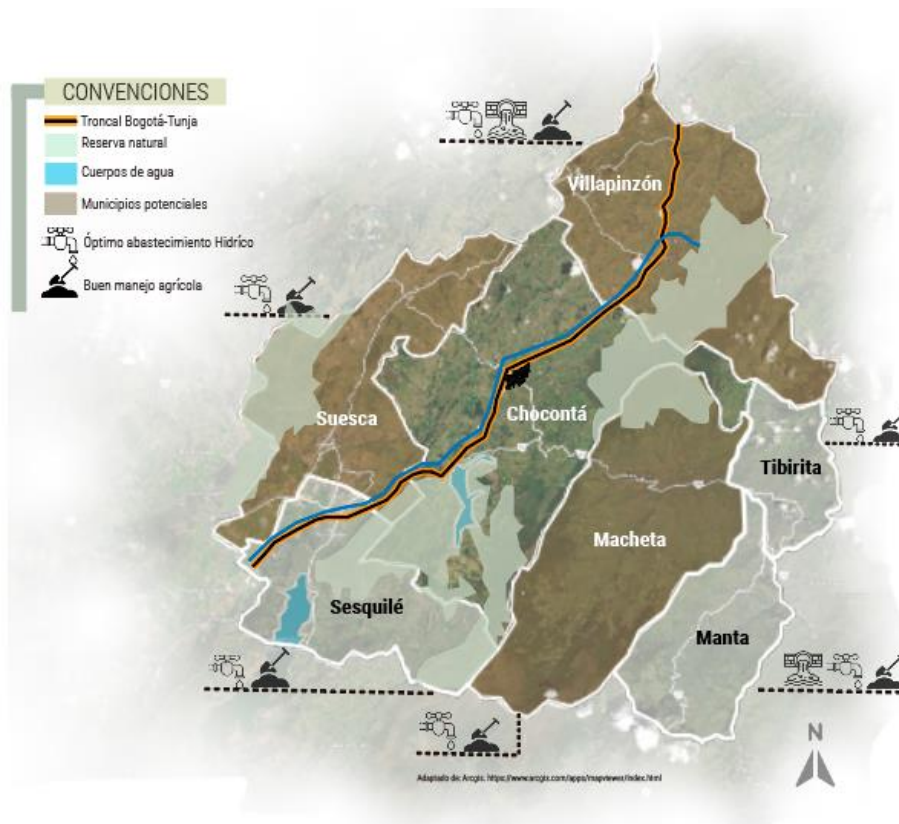 CONVENCIONES
Troncal Bogotá-Tunja
Reserva natural
Cuerpos de agua
Municipios potenciales
Óptimo abastecimiento Hidríco
Buen manejo agrícola
Villapinzón
Suesca
Chocontá
Tibirita
Macheta
Sesquilé
Manta
N
Adaptado de: Arcgis. https://www.arcgis.com/apps/mapviewer/index.html